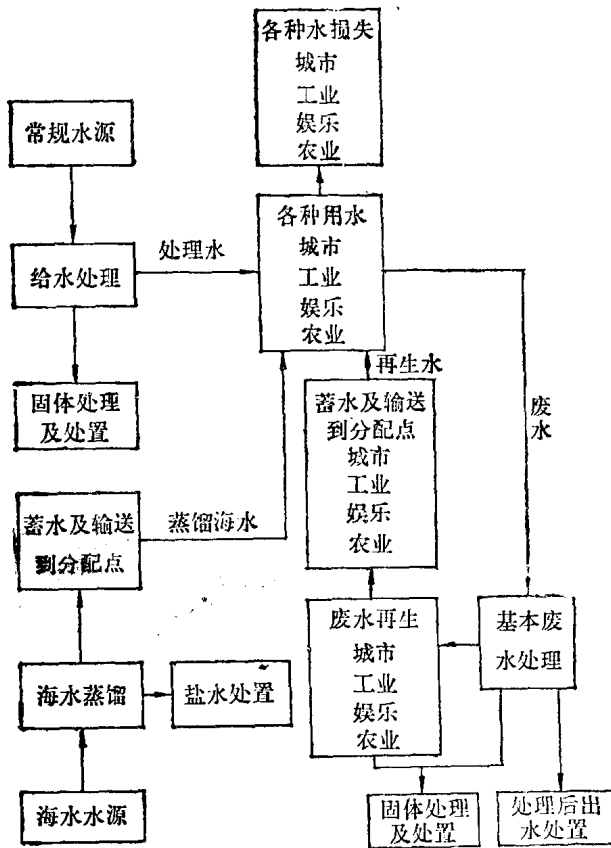 各种水损失
城市
工业
娱乐
农业
常规水源
各种用水
城市
工业
娱乐
农业
处理水
给水处理
再生水
固体处理
及处置
蓄水及输送
到分配点
城市
工业
娱乐
农业
废
水
蓄水及输送
到分配点
蒸馏海水
废水再生
城市
工业
娱乐
农业
基本废
水处理
海水蒸馏
盐水处置
海水水源
固体处理
及处置
处理后出
水处置